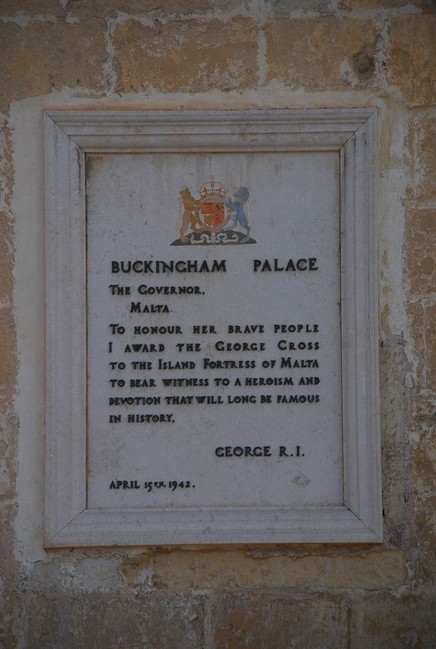 BUCKINGHAM PALACE
THE GOVERNOR,
MALTA.
TO HONOUR HER BRAVE PEOPLE
I AWARD THE GEORGE CROSS
TO THE ISLAND FORTRESS OF MALTA
TO BEAR WITNESS TO A HEROISM AND
DEVOTION THAT WILL LONG BE FAMOUS
IN HISTORY.
GEORGE R.I.
APRIL 15TH. 1942.